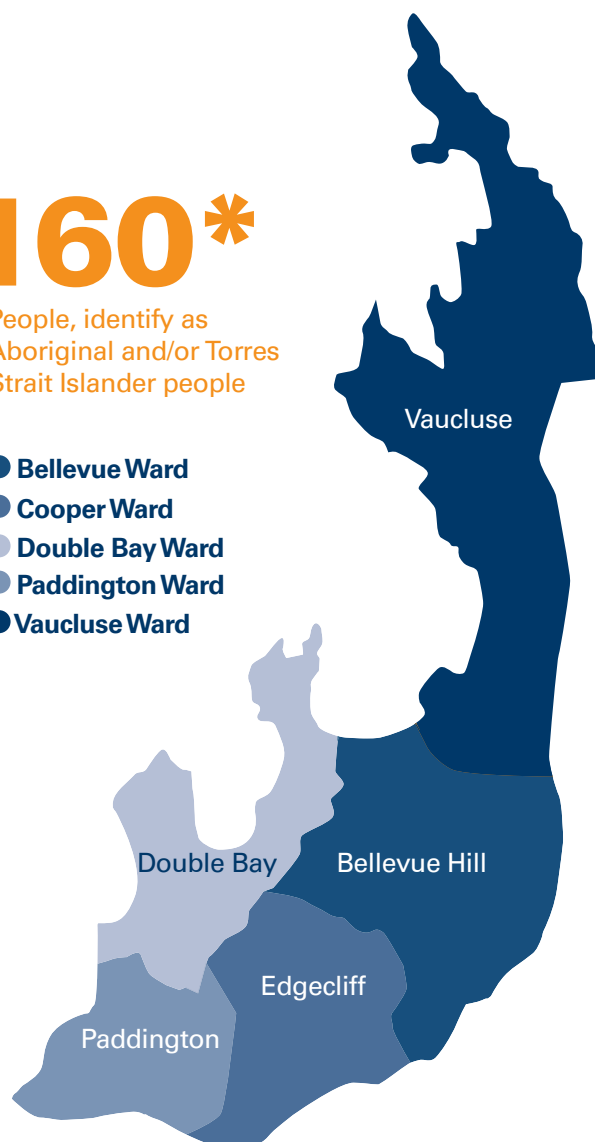 160*
People, identify as
Aboriginal and/or Torres
Strait Islander people
Vaucluse
Bellevue Ward
Cooper Ward
Double Bay Ward
Paddington Ward
Vaucluse Ward
Double Bay
Bellevue Hill
Edgecliff
Paddington